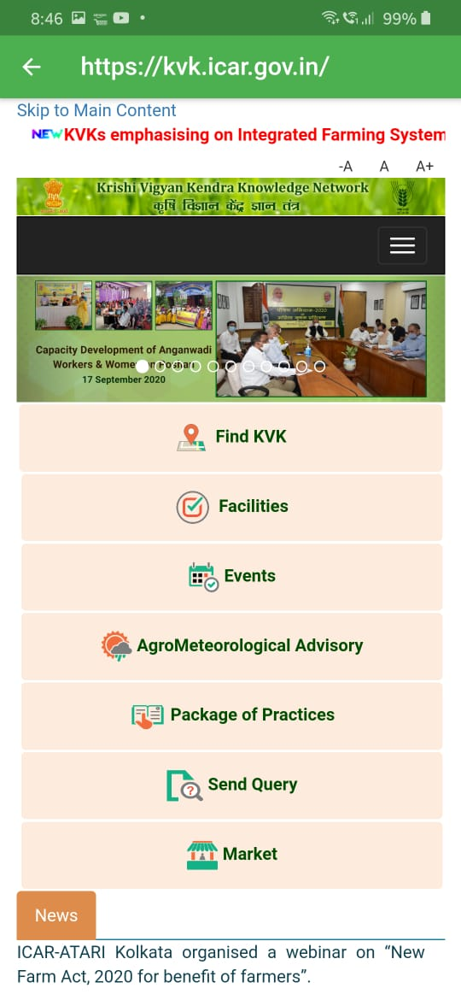 8:46
99%
https://kvk.icar.gov.in/
Skip to Main Content
NEW KVKs emphasising on Integrated Farming System
-A A A+
Krishi Vigyan Kendra Knowledge Network
कृषि विज्ञान केंद्र ज्ञान तंत्र
Capacity Development of Anganwadi
Workers & Women
17 September 2020
Find KVK
Facilities
Events
AgroMeteorological Advisory
Package of Practices
Send Query
Market
News
ICAR-ATARI Kolkata organised a webinar on “New
Farm Act, 2020 for benefit of farmers”.